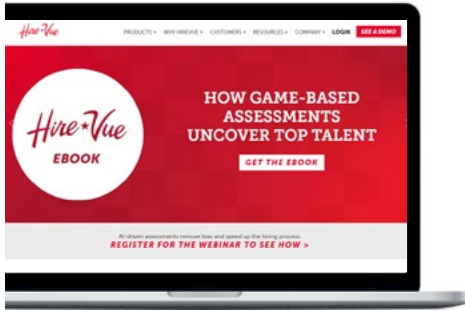 Hire★Vue
PRODUCTS WHY HIREVUE CUSTOMERS RESOURCES COMPANY LOGIN SEE A DEMO
HOW GAME-BASED
ASSESSMENTS
UNCOVER TOP TALENT
GET THE EBOOK
Hire★Vue
EBOOK
AI-driven assessments remove bias and speed up the hiring process.
REGISTER FOR THE WEBINAR TO SEE HOW >